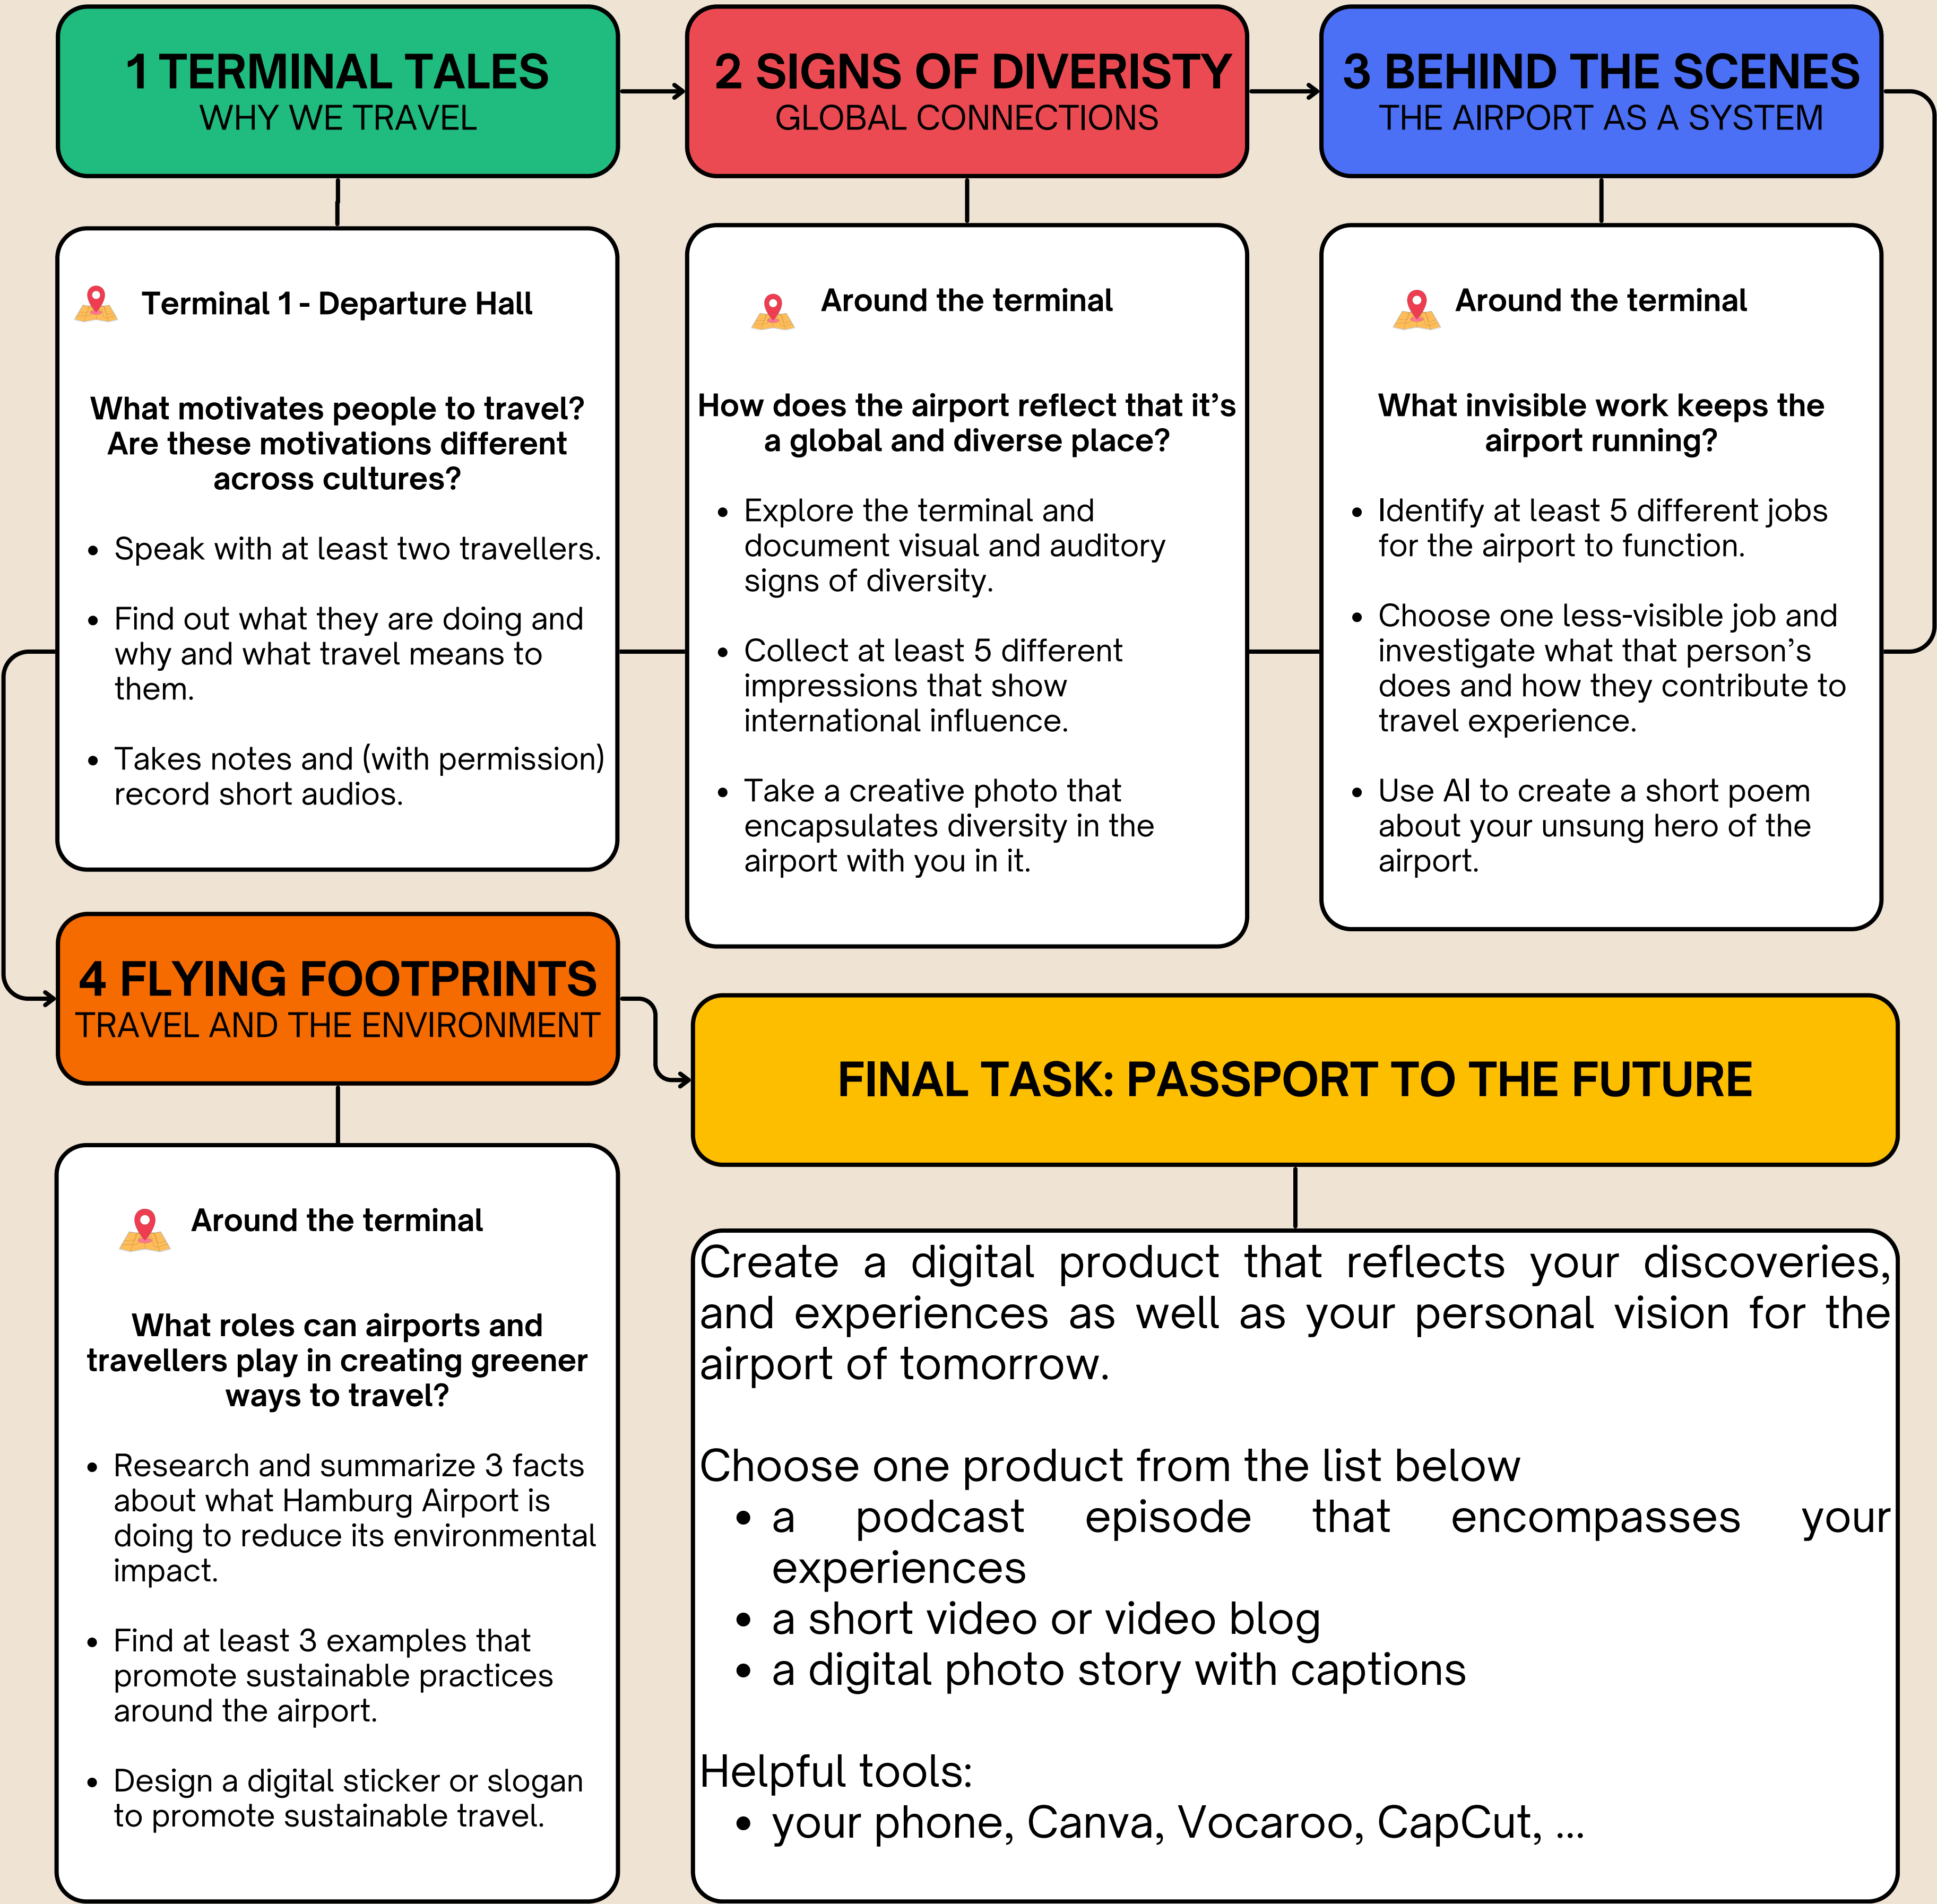 1 TERMINAL TALES
WHY WE TRAVEL
Terminal 1 - Departure Hall
What motivates people to travel?
Are these motivations different
across cultures?
• Speak with at least two travellers.
• Find out what they are doing and
why and what travel means to
them.
• Takes notes and (with permission)
record short audios.
2 SIGNS OF DIVERISTY
GLOBAL CONNECTIONS
Around the terminal
How does the airport reflect that it's
a global and diverse place?
• Explore the terminal and
document visual and auditory
signs of diversity.
• Collect at least 5 different
impressions that show
international influence.
• Take a creative photo that
encapsulates diversity in the
airport with you in it.
3 BEHIND THE SCENES
THE AIRPORT AS A SYSTEM
Around the terminal
What invisible work keeps the
airport running?
• Identify at least 5 different jobs
for the airport to function.
• Choose one less-visible job and
investigate what that person's
does and how they contribute to
travel experience.
• Use AI to create a short poem
about your unsung hero of the
airport.
4 FLYING FOOTPRINTS
TRAVEL AND THE ENVIRONMENT
Around the terminal
What roles can airports and
travellers play in creating greener
ways to travel?
• Research and summarize 3 facts
about what Hamburg Airport is
doing to reduce its environmental
impact.
• Find at least 3 examples that
promote sustainable practices
around the airport.
• Design a digital sticker or slogan
to promote sustainable travel.
FINAL TASK: PASSPORT TO THE FUTURE
Create a digital product that reflects your discoveries,
and experiences as well as your personal vision for the
airport of tomorrow.
Choose one product from the list below
• a podcast episode that encompasses your
experiences
• a short video or video blog
• a digital photo story with captions
Helpful tools:
• your phone, Canva, Vocaroo, CapCut, ...